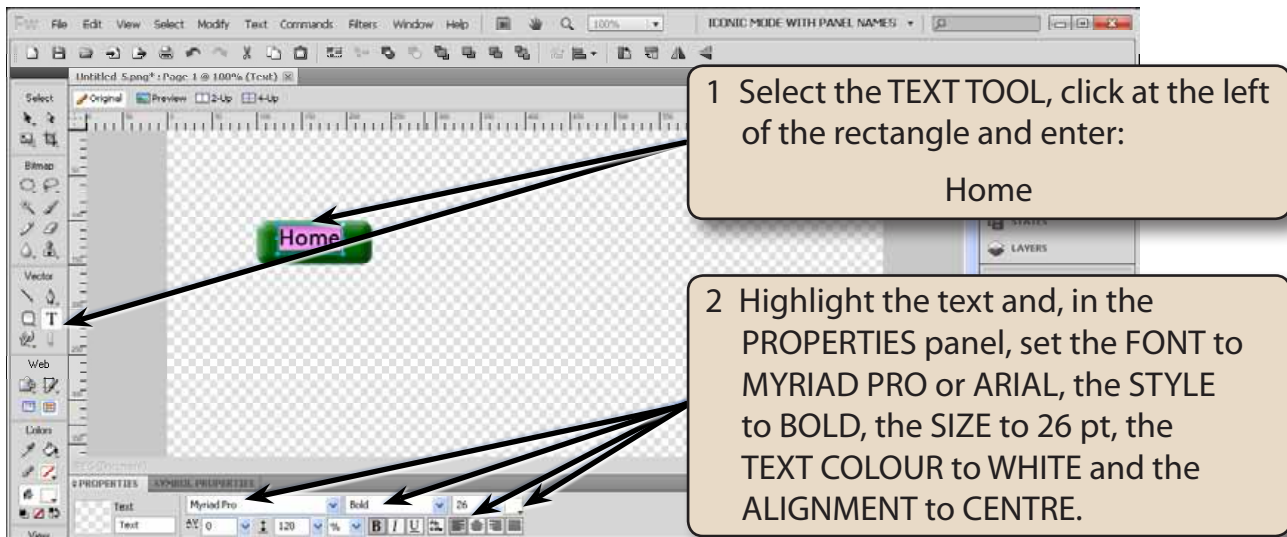 Fw File Edit View Select Modify Text Commands Filters Window Help 100% ICONIC MODE WITH PANEL NAMES
Untitled-5.png* : Page 1 @ 100% (Text)
Select
Original Preview 2-Up 4-Up
Bitmap
Vector
Web
Colors
View
Home
STATES
LAYERS
1 Select the TEXT TOOL, click at the left
of the rectangle and enter:
Home
2 Highlight the text and, in the
PROPERTIES panel, set the FONT to
MYRIAD PRO or ARIAL, the STYLE
to BOLD, the SIZE to 26 pt, the
TEXT COLOUR to WHITE and the
ALIGNMENT to CENTRE.
PROPERTIES SYMBOL PROPERTIES
Text Myriad Pro Bold 26
Text AV 0 120 % B I U